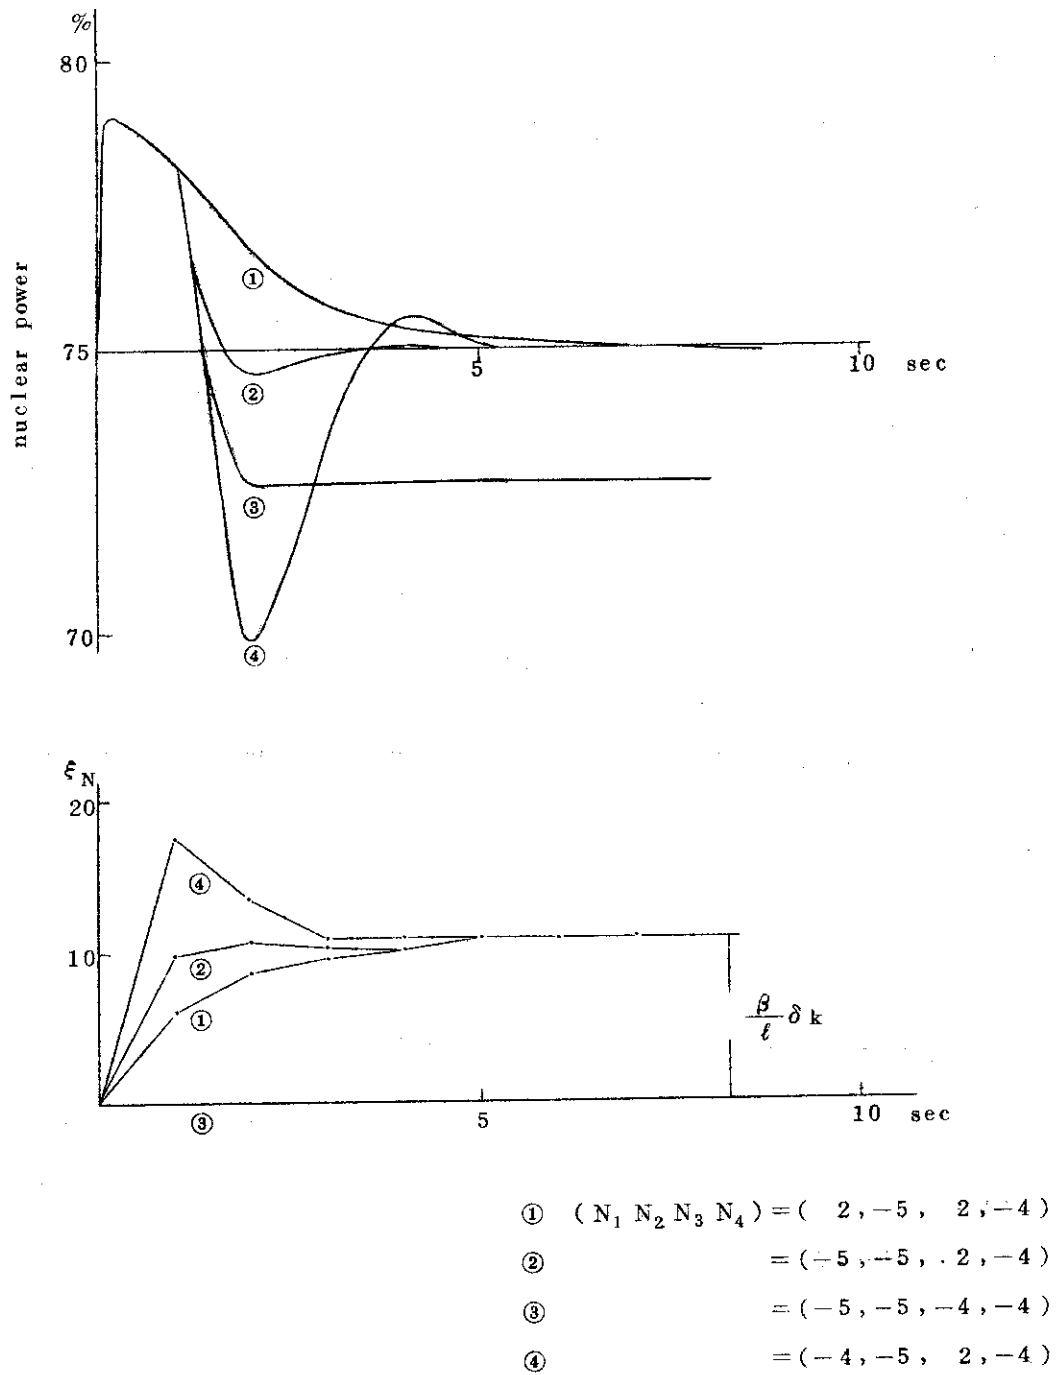 %
80
nuclear power
①
75
5
10 sec
②
③
70
④
ξN
20
④
10
②
①
β/ℓ δk
③
5
10 sec
① (N₁ N₂ N₃ N₄) = ( 2, −5, 2, −4)
② = (−5, −5, 2, −4)
③ = (−5, −5, −4, −4)
④ = (−4, −5, 2, −4)